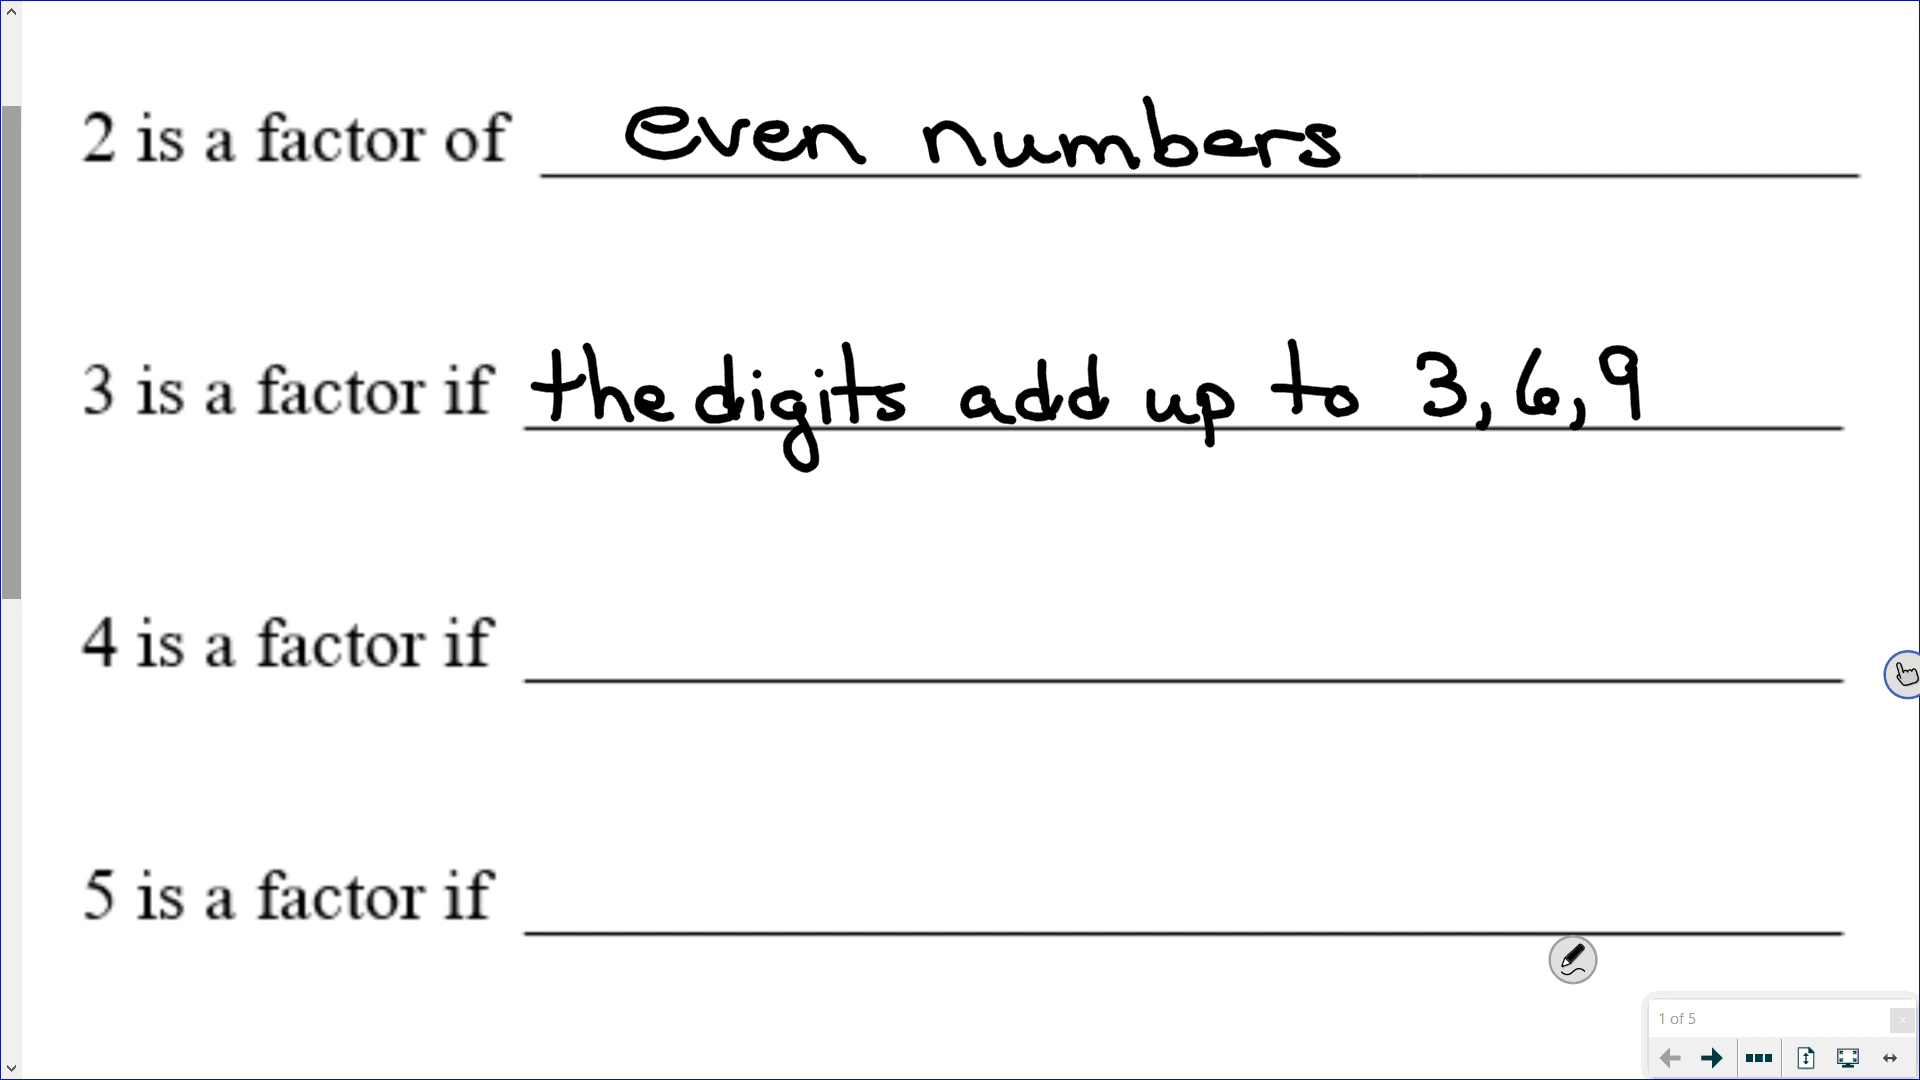 2 is a factor of even numbers
3 is a factor if the digits add up to 3, 6, 9
4 is a factor if
5 is a factor if
1 of 5